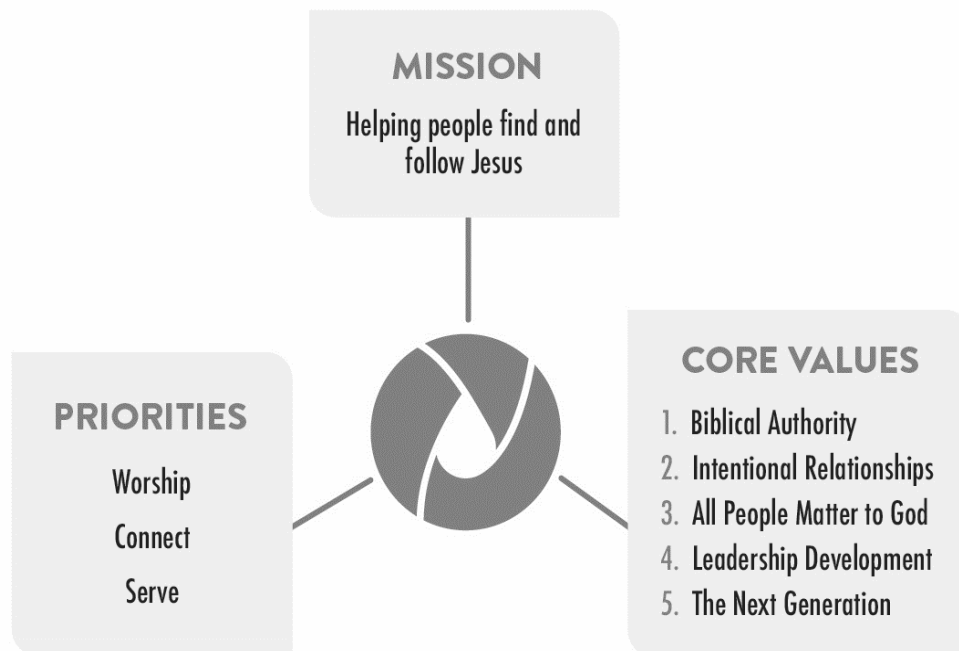 MISSION
Helping people find and
follow Jesus
PRIORITIES
Worship
Connect
Serve
CORE VALUES
1. Biblical Authority
2. Intentional Relationships
3. All People Matter to God
4. Leadership Development
5. The Next Generation